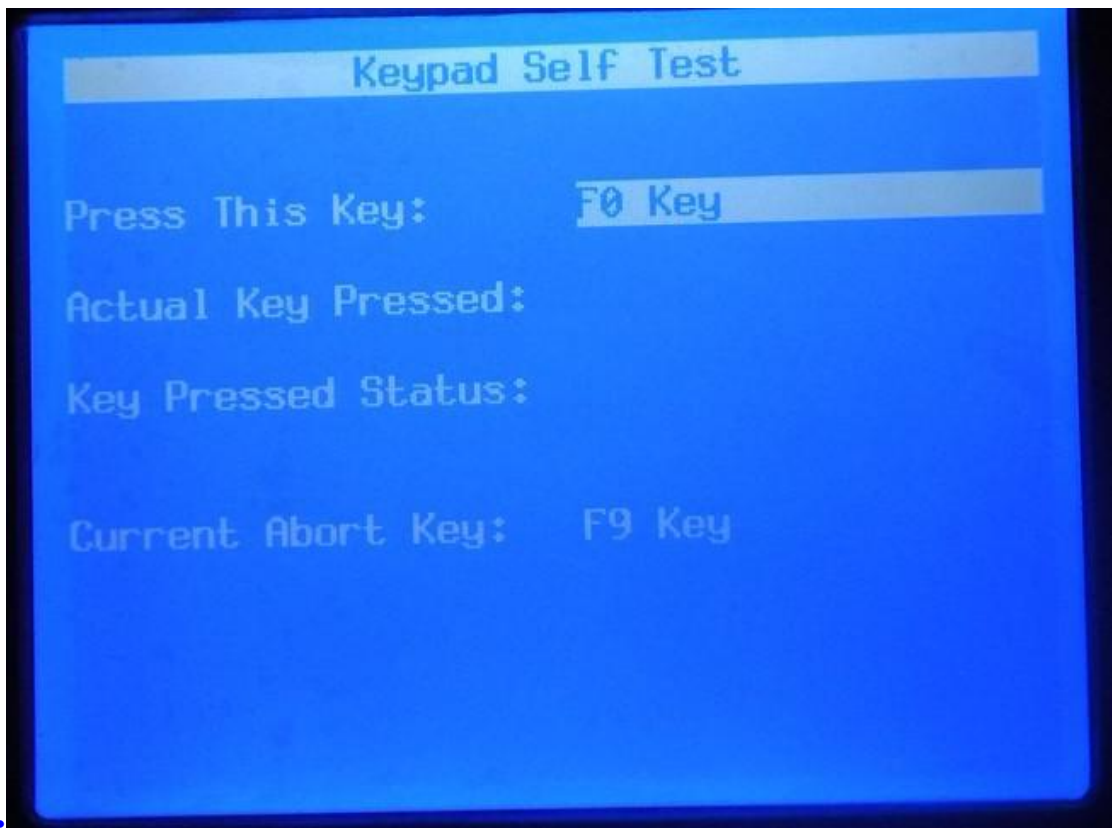 Keypad Self Test
Press This Key: F0 Key
Actual Key Pressed:
Key Pressed Status:
Current Abort Key: F9 Key